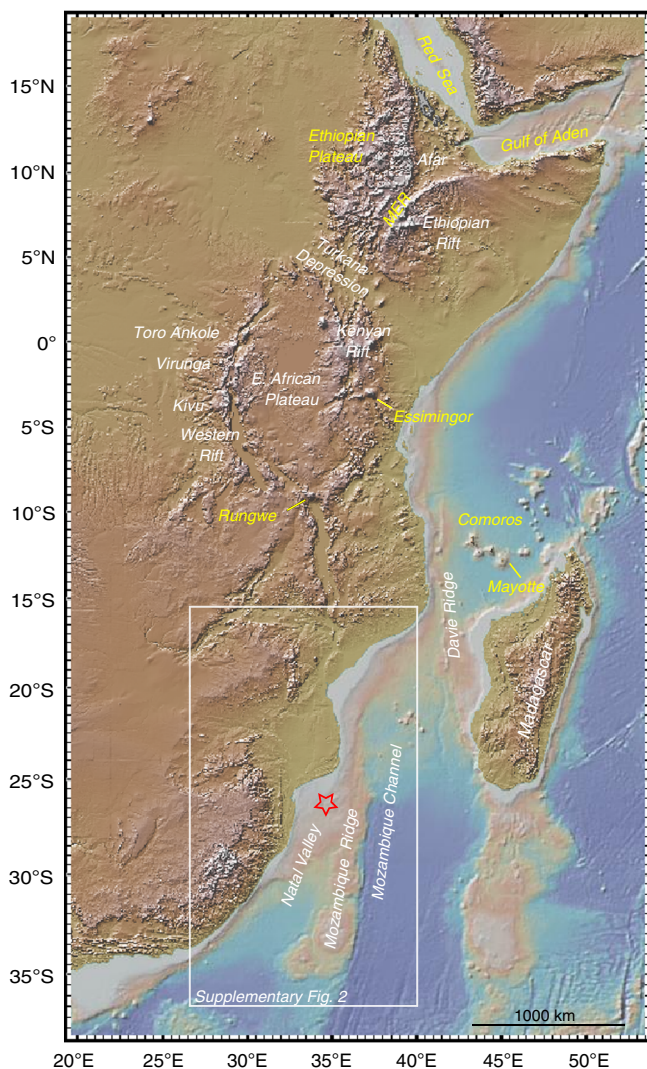 15°N
10°N
5°N
0°
5°S
10°S
15°S
20°S
25°S
30°S
35°S
20°E
25°E
30°E
35°E
40°E
45°E
50°E
Red Sea
Gulf of Aden
Ethiopian
Plateau
Afar
MER
Ethiopian
Rift
Turkana
Depression
Toro Ankole
Kenyan
Rift
Virunga
E. African
Plateau
Kivu
Essimingor
Western
Rift
Rungwe
Comoros
Mayotte
Davie Ridge
Madagascar
Mozambique Channel
Natal Valley
Mozambique Ridge
Supplementary Fig. 2
1000 km